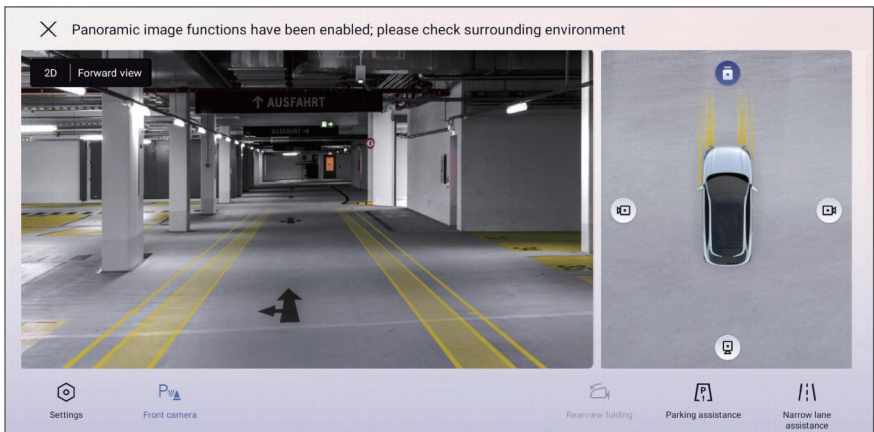 Panoramic image functions have been enabled; please check surrounding environment
2D Forward view
↑ AUSFAHRT
AUSFAHRT →
Settings
Front camera
Rearview folding
P
Parking assistance
Narrow lane
assistance